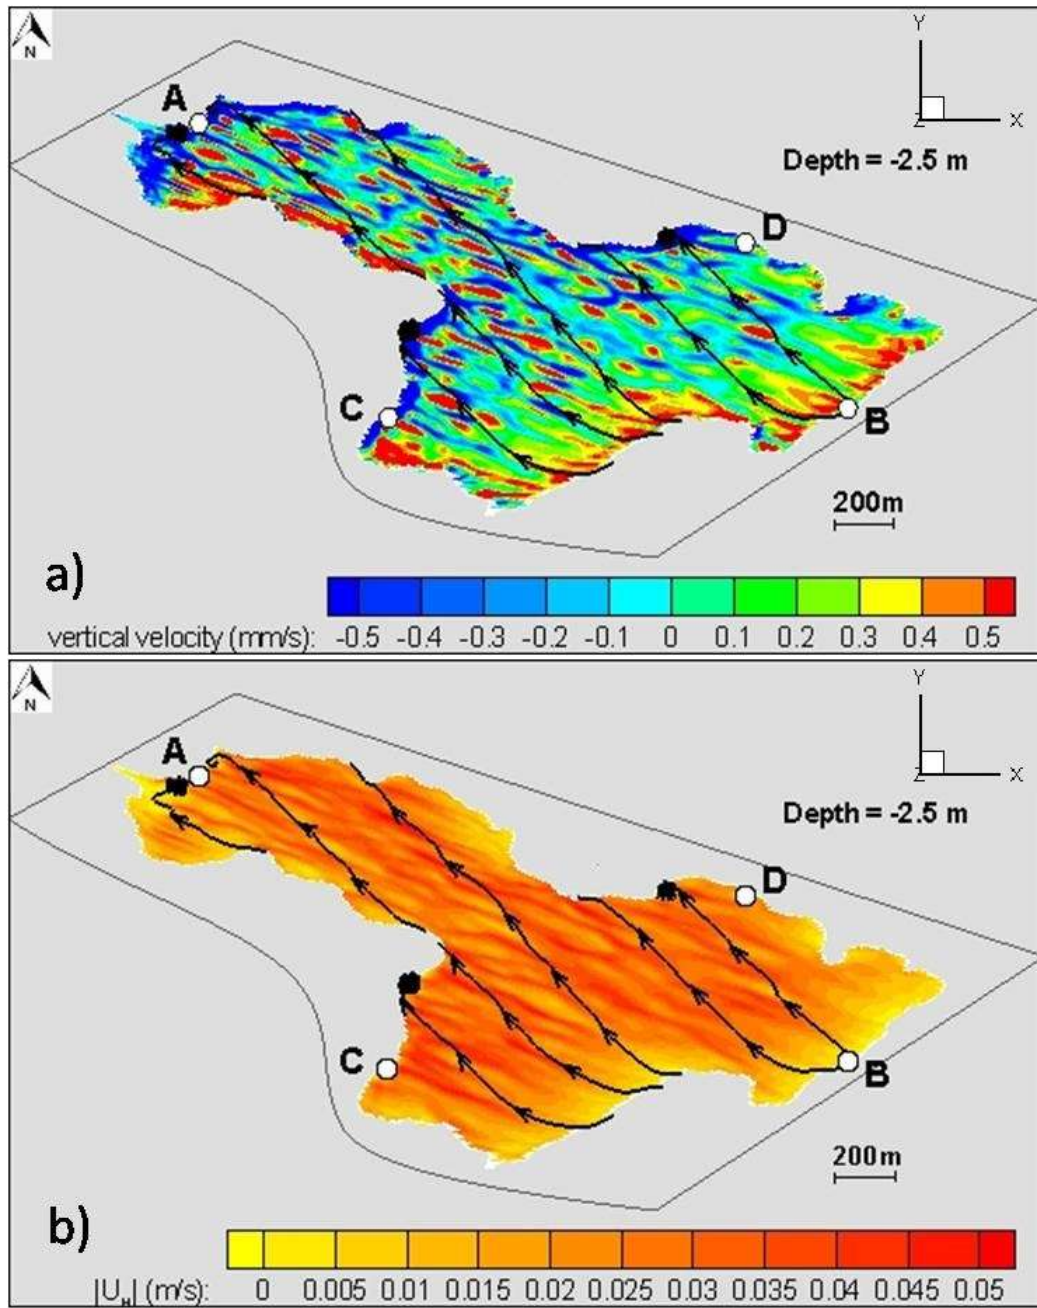 N
Y
X
Z
A
Depth = -2.5 m
D
C
B
200m
a)
-0.5 -0.4 -0.3 -0.2 -0.1 0 0.1 0.2 0.3 0.4 0.5
vertical velocity (mm/s):
N
Y
X
Z
A
Depth = -2.5 m
D
C
B
200m
b)
|U_H| (m/s): 0 0.005 0.01 0.015 0.02 0.025 0.03 0.035 0.04 0.045 0.05